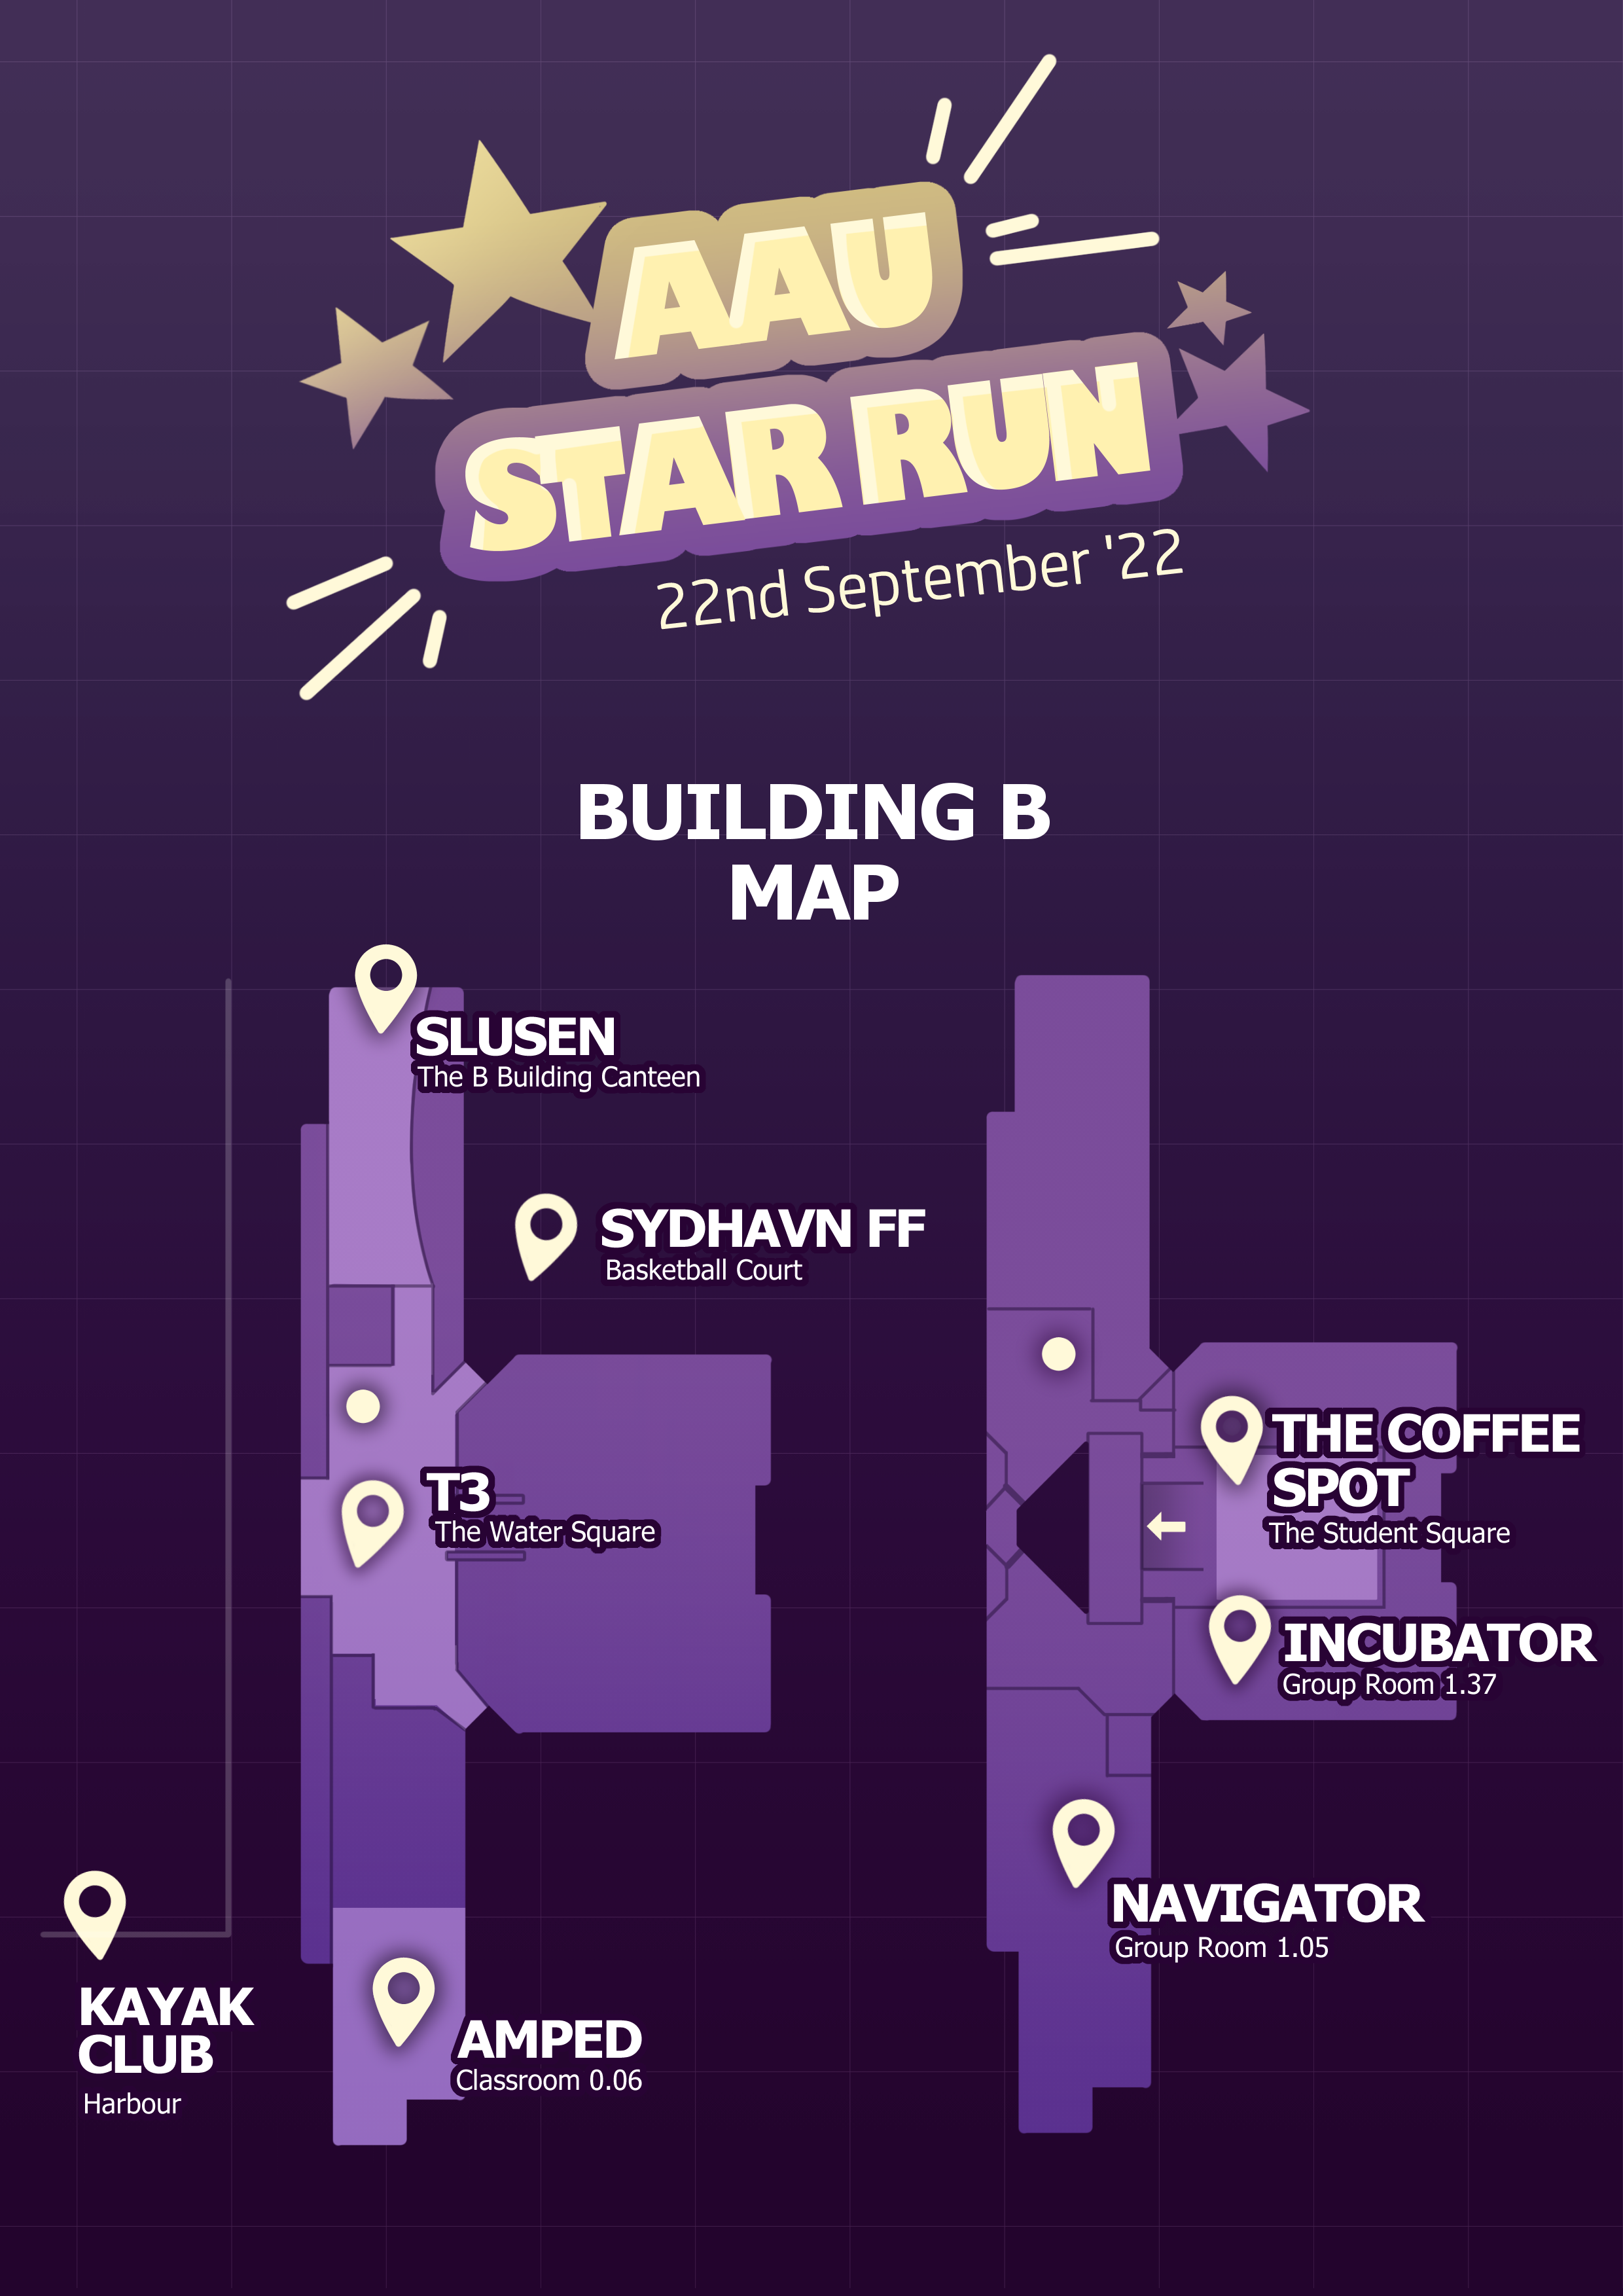 AAU
STAR RUN
22nd September '22
BUILDING B
MAP
SLUSEN
The B Building Canteen
SYDHAVN FF
Basketball Court
T3
The Water Square
THE COFFEE
SPOT
The Student Square
INCUBATOR
Group Room 1.37
NAVIGATOR
Group Room 1.05
KAYAK
CLUB
Harbour
AMPED
Classroom 0.06